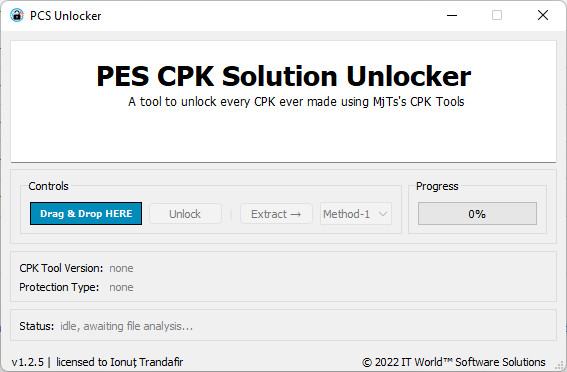 PCS Unlocker
PES CPK Solution Unlocker
A tool to unlock every CPK ever made using MjTs's CPK Tools
Controls
Progress
Drag & Drop HERE
Unlock
Extract →
Method-1
0%
CPK Tool Version: none
Protection Type: none
Status: idle, awaiting file analysis...
v1.2.5 | licensed to Ionuț Trandafir
© 2022 IT World™ Software Solutions